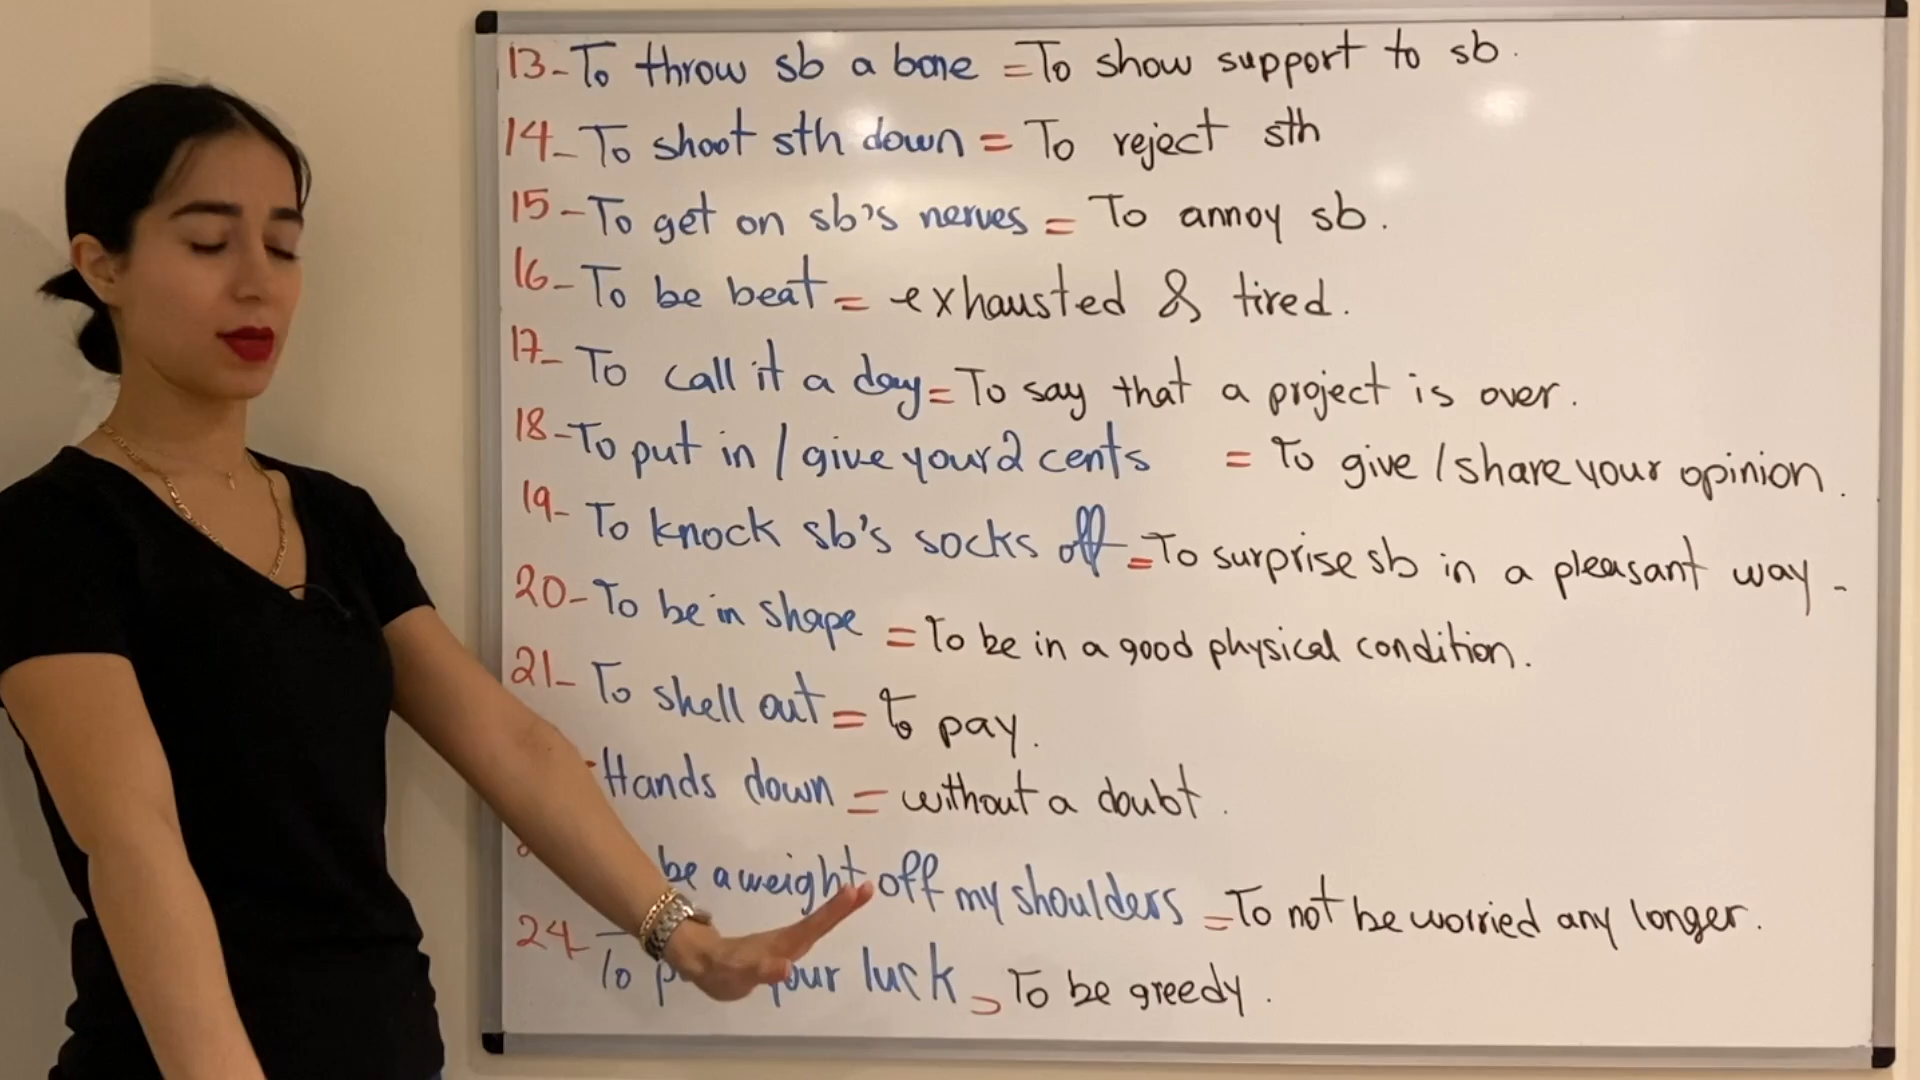 13- To throw sb a bone = To show support to sb.
14- To shoot sth down = To reject sth
15- To get on sb's nerves = To annoy sb.
16- To be beat = exhausted & tired.
17- To call it a day = To say that a project is over.
18- To put in / give your 2 cents = To give / share your opinion.
19- To knock sb's socks off = To surprise sb in a pleasant way -
20- To be in shape = To be in a good physical condition.
21- To shell out = to pay.
- Hands down = without a doubt.
be a weight off my shoulders = To not be worried any longer.
24- To your luck = To be greedy.